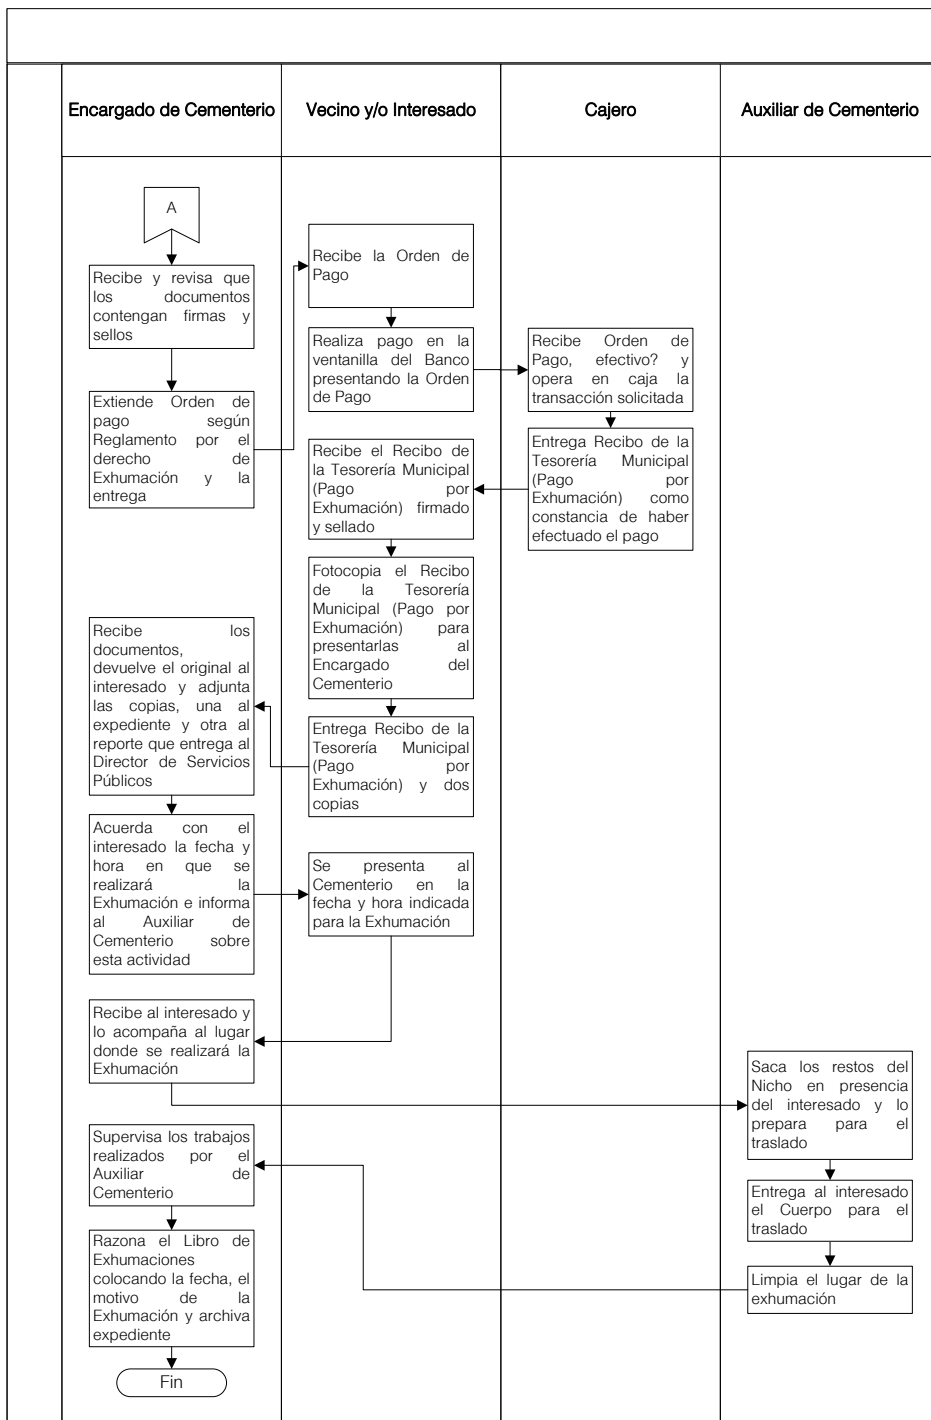 Encargado de Cementerio
Vecino y/o Interesado
Cajero
Auxiliar de Cementerio
A
Recibe y revisa que
los documentos
contengan firmas y
sellos
Extiende Orden de
pago según
Reglamento por el
derecho de
Exhumación y la
entrega
Recibe la Orden de
Pago
Realiza pago en la
ventanilla del Banco
presentando la Orden
de Pago
Recibe Orden de
Pago, efectivo? y
opera en caja la
transacción solicitada
Entrega Recibo de la
Tesorería Municipal
(Pago por
Exhumación) como
constancia de haber
efectuado el pago
Recibe el Recibo de
la Tesorería Municipal
(Pago por
Exhumación) firmado
y sellado
Fotocopia el Recibo
de la Tesorería
Municipal (Pago por
Exhumación) para
presentarlas al
Encargado del
Cementerio
Entrega Recibo de la
Tesorería Municipal
(Pago por
Exhumación) y dos
copias
Recibe los
documentos,
devuelve el original al
interesado y adjunta
las copias, una al
expediente y otra al
reporte que entrega al
Director de Servicios
Públicos
Acuerda con el
interesado la fecha y
hora en que se
realizará la
Exhumación e informa
al Auxiliar de
Cementerio sobre
esta actividad
Se presenta al
Cementerio en la
fecha y hora indicada
para la Exhumación
Recibe al interesado y
lo acompaña al lugar
donde se realizará la
Exhumación
Saca los restos del
Nicho en presencia
del interesado y lo
prepara para el
traslado
Entrega al interesado
el Cuerpo para el
traslado
Limpia el lugar de la
exhumación
Supervisa los trabajos
realizados por el
Auxiliar de
Cementerio
Razona el Libro de
Exhumaciones
colocando la fecha, el
motivo de la
Exhumación y archiva
expediente
Fin